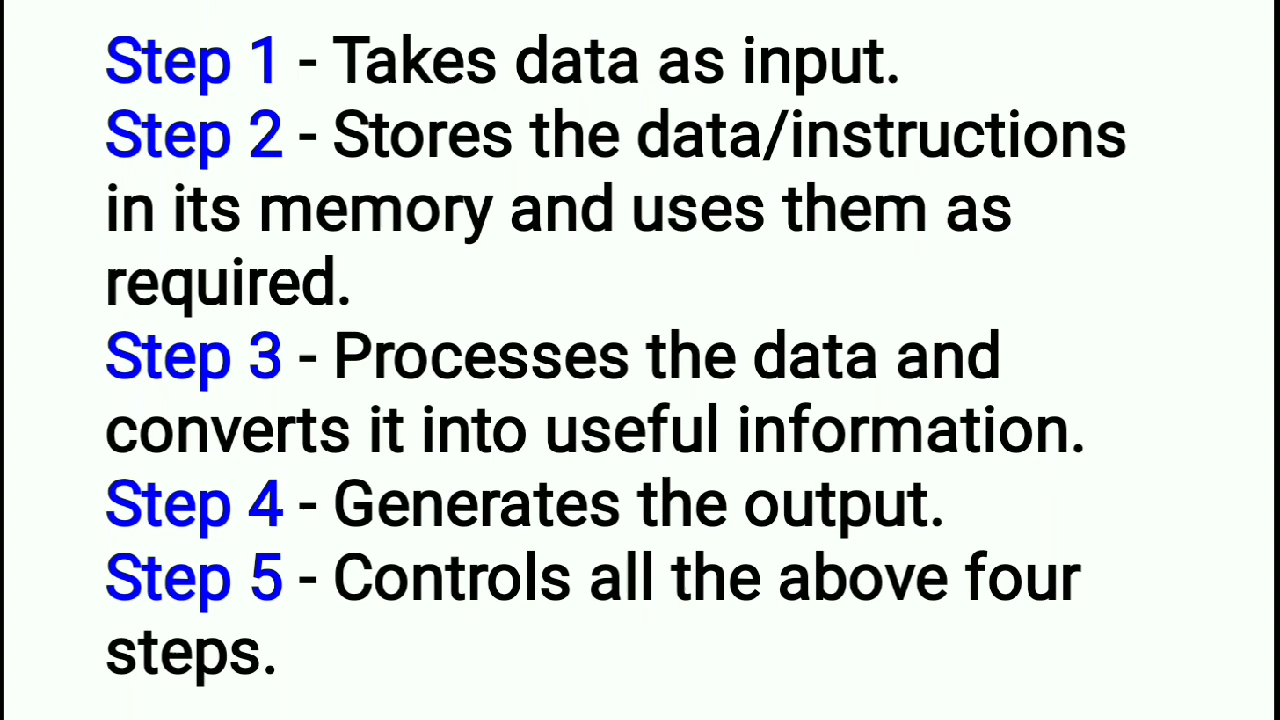 Step 1 - Takes data as input.
Step 2 - Stores the data/instructions
in its memory and uses them as
required.
Step 3 - Processes the data and
converts it into useful information.
Step 4 - Generates the output.
Step 5 - Controls all the above four
steps.